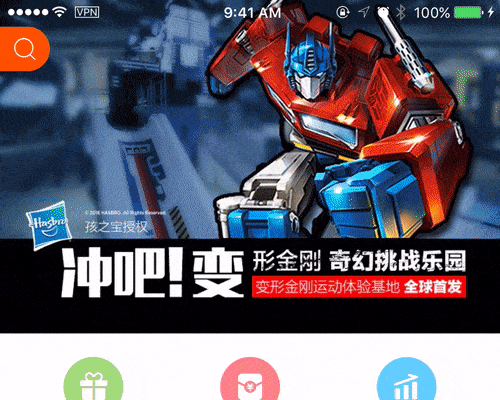 VPN
9:41 AM
100%
Hasbro
© 2016 HASBRO. All Rights Reserved.
孩之宝授权
冲吧!变形金刚 奇幻挑战乐园
变形金刚运动体验基地 全球首发